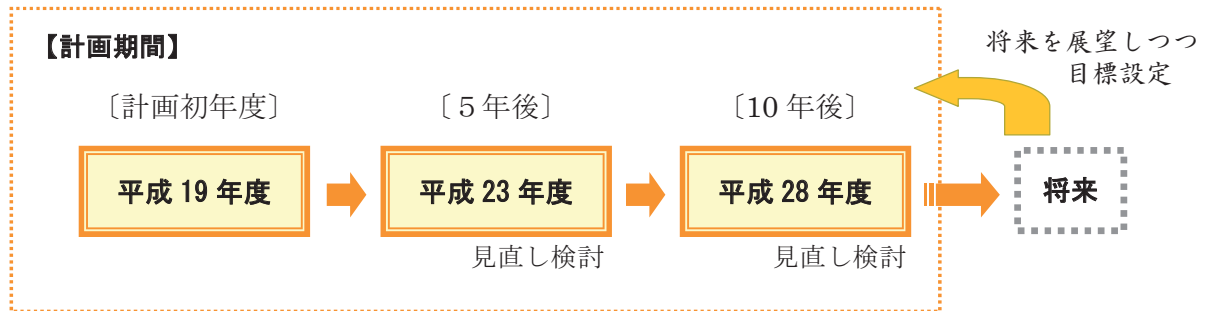 【計画期間】
将来を展望しつつ
目標設定
〔計画初年度〕
〔５年後〕
〔10 年後〕
平成 19 年度
平成 23 年度
平成 28 年度
将来
見直し検討
見直し検討